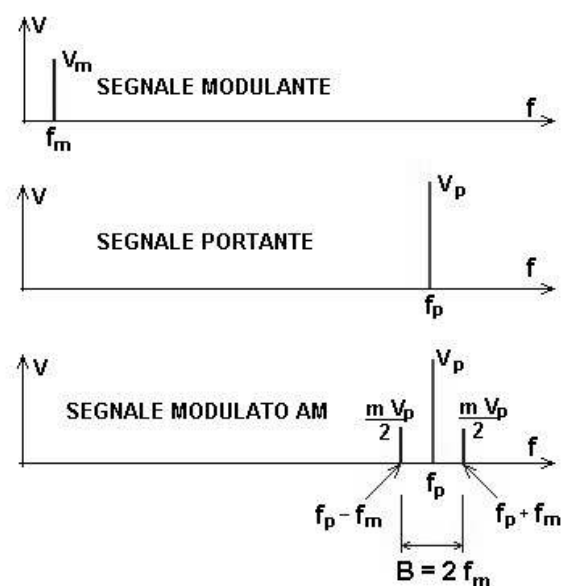 V
Vm
SEGNALE MODULANTE
f
fm
V
Vp
SEGNALE PORTANTE
f
fp
V
Vp
SEGNALE MODULATO AM
m Vp
2
m Vp
2
f
fp
fp – fm
fp + fm
B = 2 fm